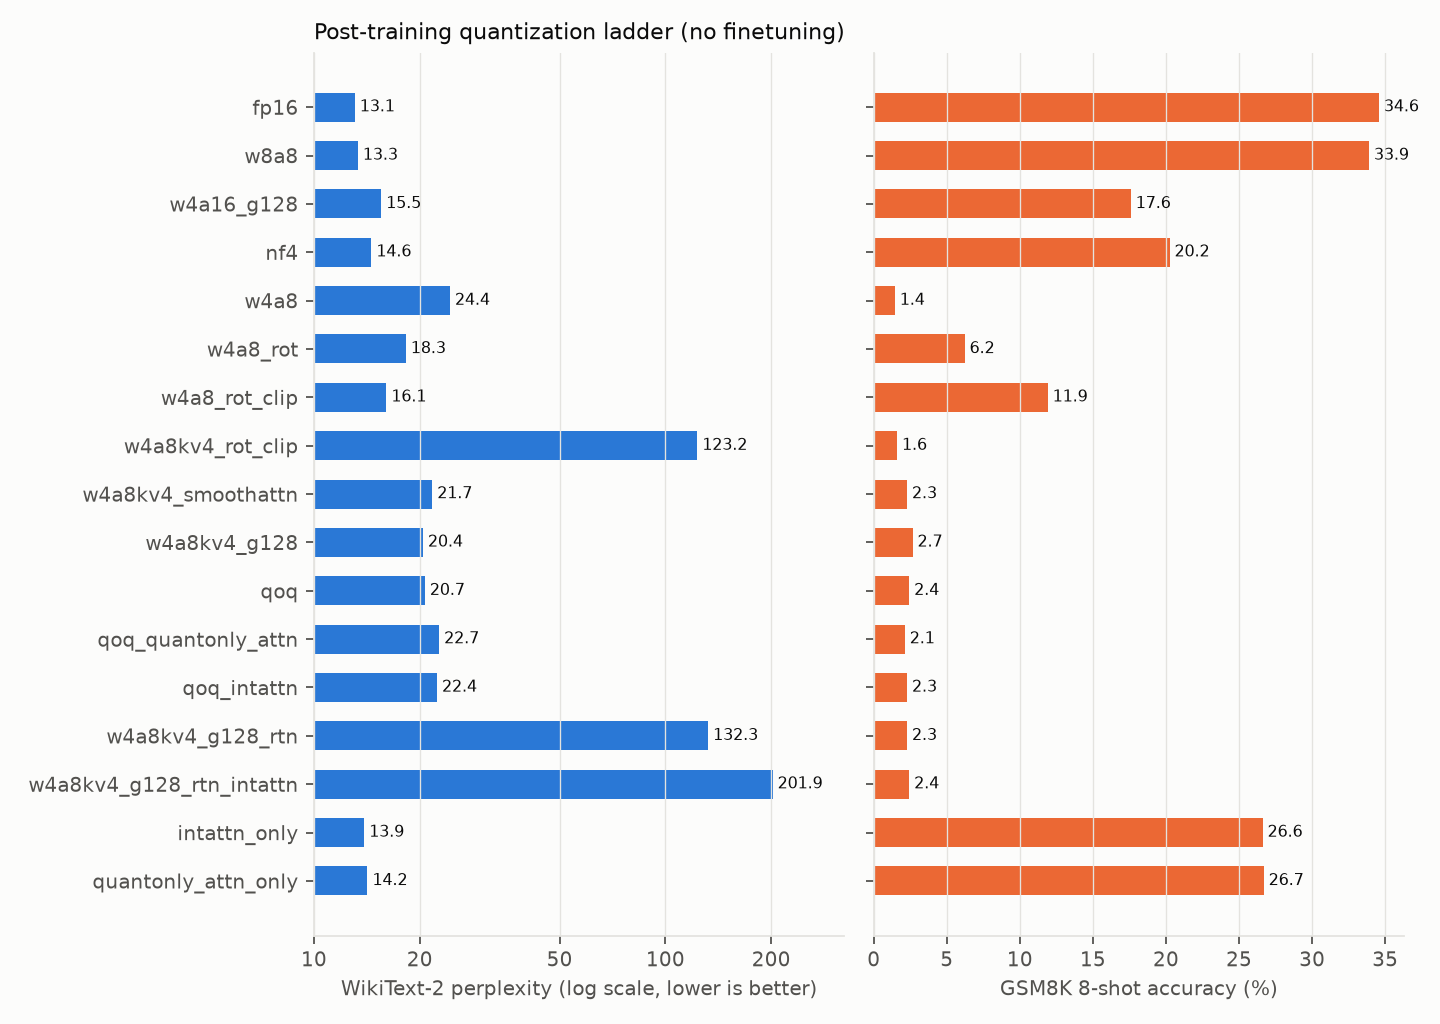 Post-training quantization ladder (no finetuning)
fp16 13.1 34.6
w8a8 13.3 33.9
w4a16_g128 15.5 17.6
nf4 14.6 20.2
w4a8 24.4 1.4
w4a8_rot 18.3 6.2
w4a8_rot_clip 16.1 11.9
w4a8kv4_rot_clip 123.2 1.6
w4a8kv4_smoothattn 21.7 2.3
w4a8kv4_g128 20.4 2.7
qoq 20.7 2.4
qoq_quantonly_attn 22.7 2.1
qoq_intattn 22.4 2.3
w4a8kv4_g128_rtn 132.3 2.3
w4a8kv4_g128_rtn_intattn 201.9 2.4
intattn_only 13.9 26.6
quantonly_attn_only 14.2 26.7
10 20 50 100 200 0 5 10 15 20 25 30 35
WikiText-2 perplexity (log scale, lower is better) GSM8K 8-shot accuracy (%)